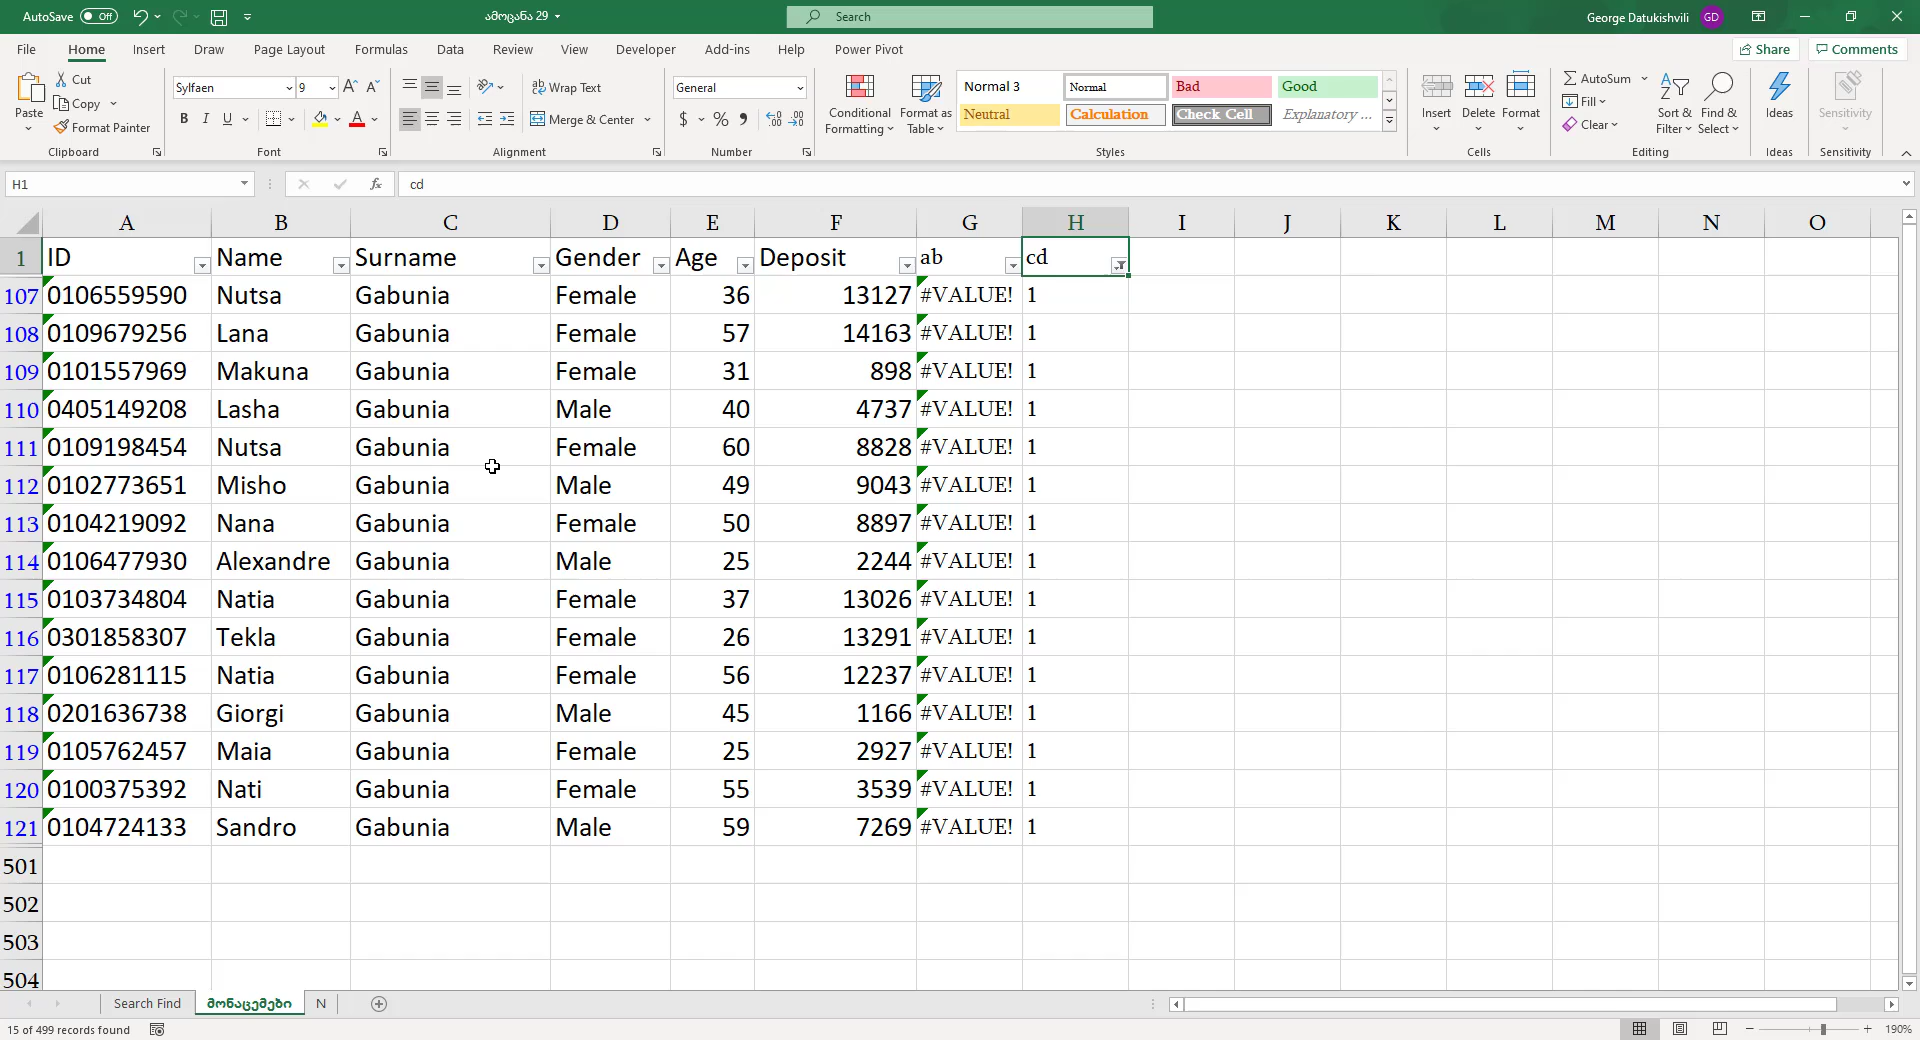 AutoSave Off ამოცანა 29 Search George Datukishvili GD
File Home Insert Draw Page Layout Formulas Data Review View Developer Add-ins Help Power Pivot Share Comments
Paste Cut Copy Format Painter Clipboard
Sylfaen 9 A A B I U A Font
Wrap Text Merge & Center Alignment
General $ % Number
Conditional Formatting Format as Table Normal 3 Normal Bad Good
Neutral Calculation Check Cell Explanatory ... Styles
Insert Delete Format Cells
AutoSum Fill Clear Sort & Filter Find & Select Editing
Ideas Ideas Sensitivity Sensitivity
H1 fx cd
A B C D E F G H I J K L M N O
1 ID Name Surname Gender Age Deposit ab cd
107 0106559590 Nutsa Gabunia Female 36 13127 #VALUE! 1
108 0109679256 Lana Gabunia Female 57 14163 #VALUE! 1
109 0101557969 Makuna Gabunia Female 31 898 #VALUE! 1
110 0405149208 Lasha Gabunia Male 40 4737 #VALUE! 1
111 0109198454 Nutsa Gabunia Female 60 8828 #VALUE! 1
112 0102773651 Misho Gabunia Male 49 9043 #VALUE! 1
113 0104219092 Nana Gabunia Female 50 8897 #VALUE! 1
114 0106477930 Alexandre Gabunia Male 25 2244 #VALUE! 1
115 0103734804 Natia Gabunia Female 37 13026 #VALUE! 1
116 0301858307 Tekla Gabunia Female 26 13291 #VALUE! 1
117 0106281115 Natia Gabunia Female 56 12237 #VALUE! 1
118 0201636738 Giorgi Gabunia Male 45 1166 #VALUE! 1
119 0105762457 Maia Gabunia Female 25 2927 #VALUE! 1
120 0100375392 Nati Gabunia Female 55 3539 #VALUE! 1
121 0104724133 Sandro Gabunia Male 59 7269 #VALUE! 1
501
502
503
504
Search Find მონაცემები N
15 of 499 records found 190%